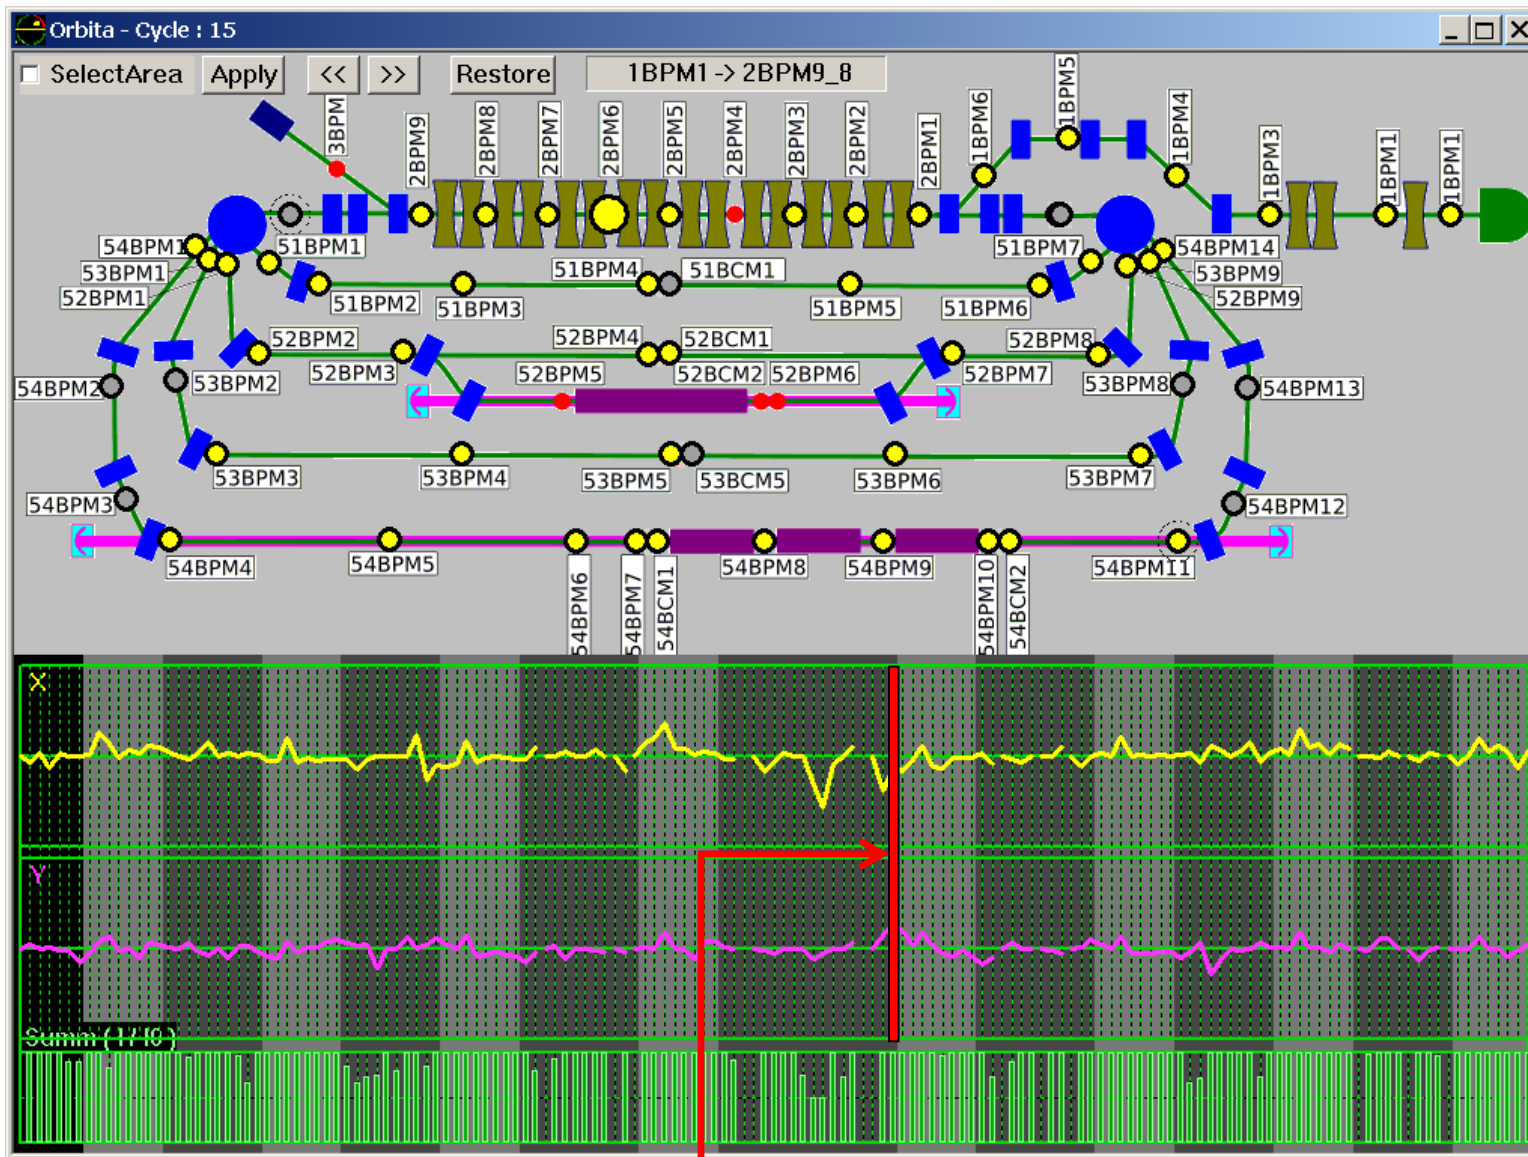 Orbita - Cycle : 15
SelectArea Apply << >> Restore 1BPM1 -> 2BPM9_8
3BPM
2BPM9
2BPM8
2BPM7
2BPM6
2BPM5
2BPM4
2BPM3
2BPM2
2BPM1
1BPM6
1BPM5
1BPM4
1BPM3
1BPM1
1BPM1
54BPM1 51BPM1 51BPM7 54BPM14
53BPM1 51BPM4 51BCM1 53BPM9
52BPM1 51BPM2 51BPM3 51BPM5 51BPM6 52BPM9
52BPM2 52BPM4 52BCM1 52BPM8
54BPM2 53BPM2 52BPM3 52BPM5 52BCM2 52BPM6 52BPM7 53BPM8 54BPM13
53BPM3 53BPM4 53BPM5 53BCM5 53BPM6 53BPM7
54BPM3 54BPM12
54BPM4 54BPM5 54BPM8 54BPM9 54BPM11
54BPM6
54BPM7
54BCM1
54BPM10
54BCM2
X
Y
Summ ( 1/10 )